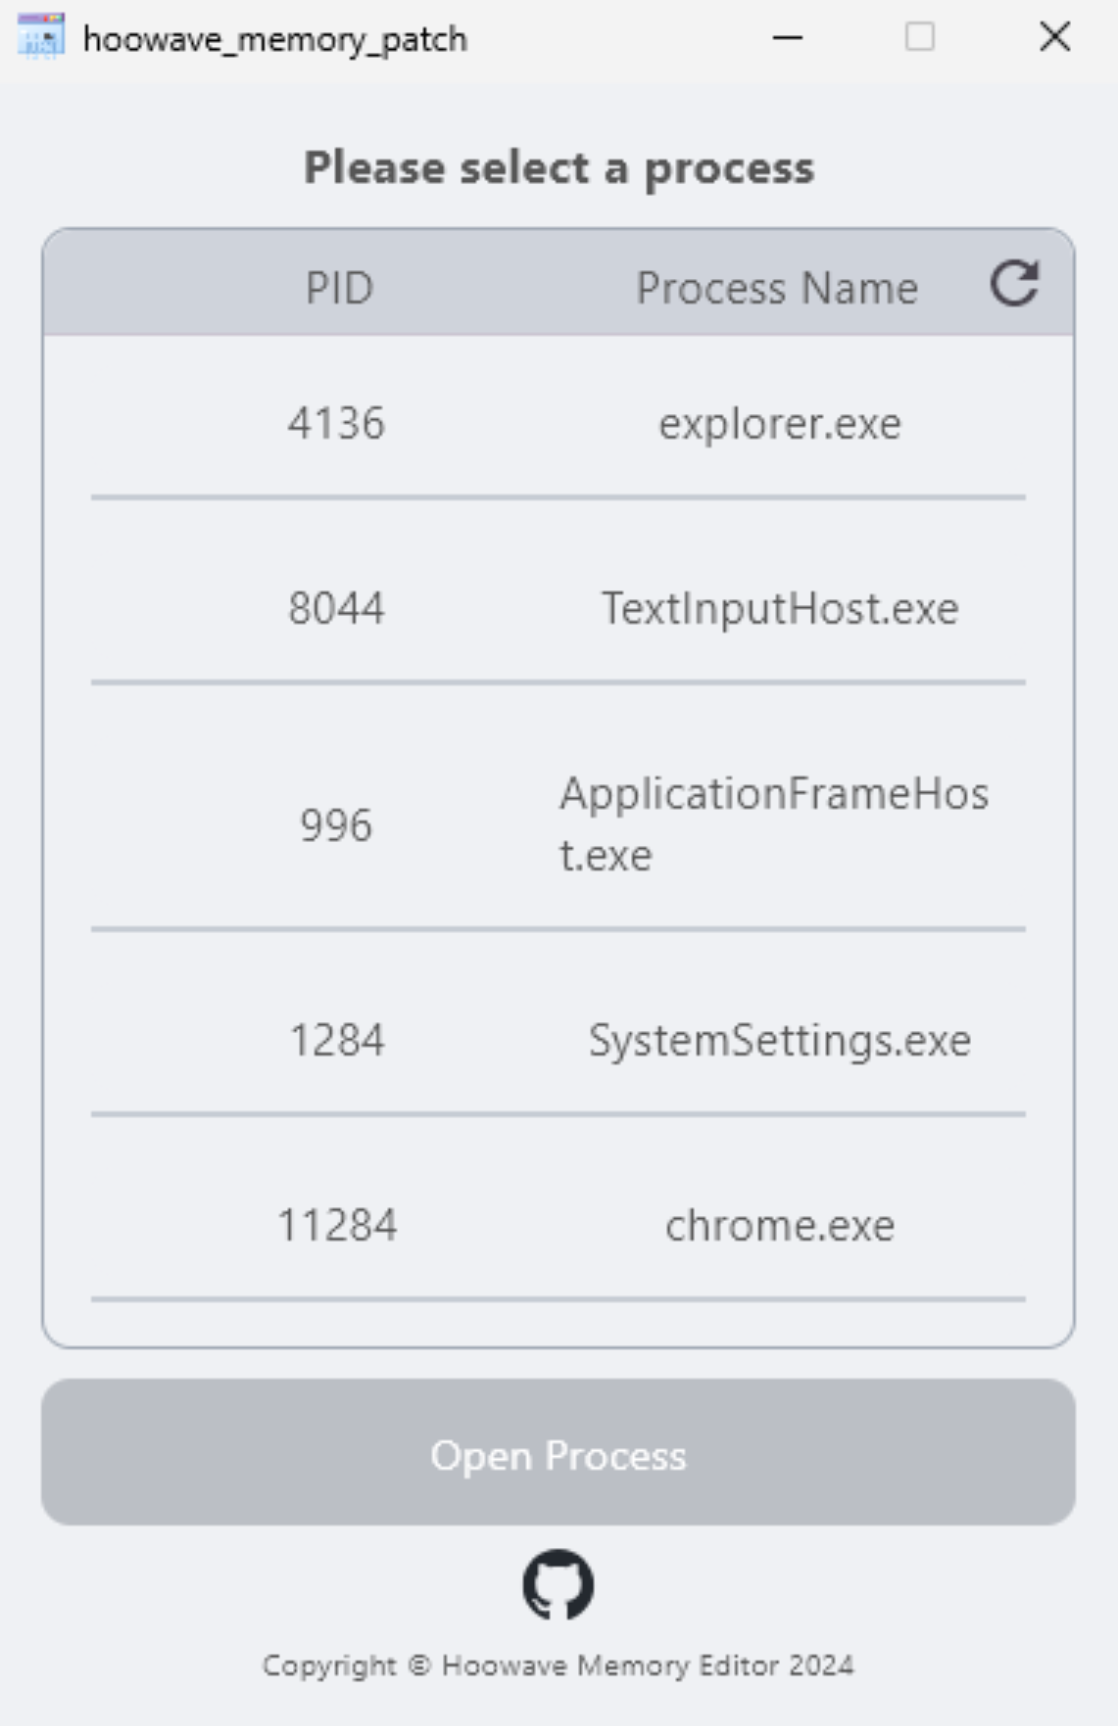 hoowave_memory_patch
Please select a process
PID Process Name
4136 explorer.exe
8044 TextInputHost.exe
996 ApplicationFrameHos
t.exe
1284 SystemSettings.exe
11284 chrome.exe
Open Process
Copyright © Hoowave Memory Editor 2024